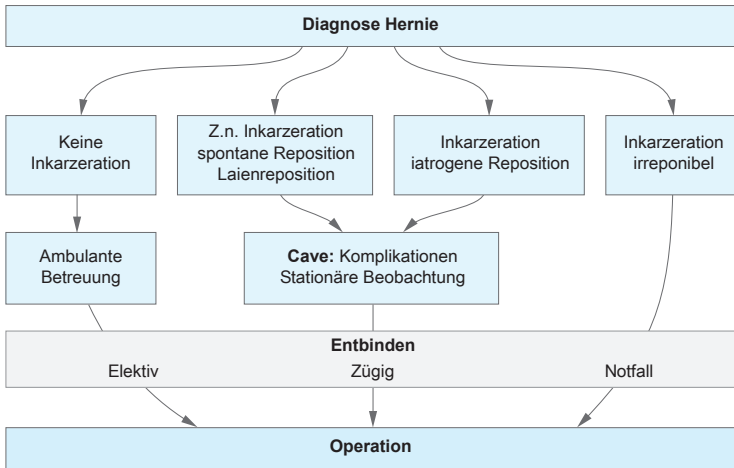 Diagnose Hernie
Keine
Inkarzeration
Z.n. Inkarzeration
spontane Reposition
Laienreposition
Inkarzeration
iatrogene Reposition
Inkarzeration
irreponibel
Ambulante
Betreuung
Cave: Komplikationen
Stationäre Beobachtung
Entbinden
Elektiv Zügig Notfall
Operation